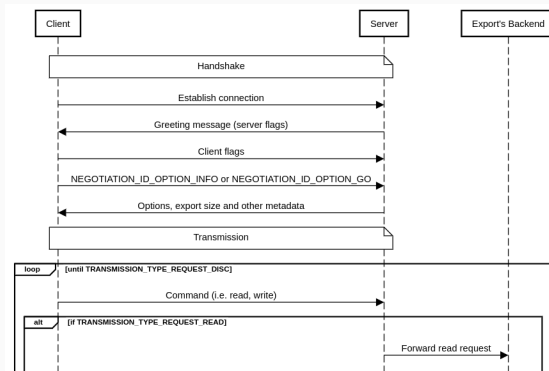 Client
Server
Export's Backend
Handshake
Establish connection
Greeting message (server flags)
Client flags
NEGOTIATION_ID_OPTION_INFO or NEGOTIATION_ID_OPTION_GO
Options, export size and other metadata
Transmission
loop [until TRANSMISSION_TYPE_REQUEST_DISC]
Command (i.e. read, write)
alt [if TRANSMISSION_TYPE_REQUEST_READ]
Forward read request